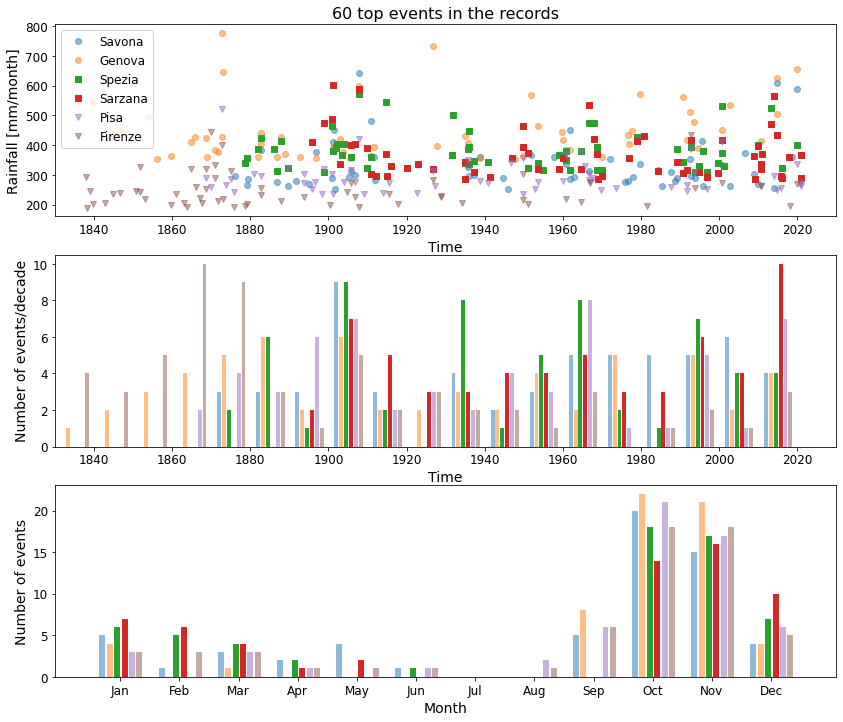 60 top events in the records
Rainfall [mm/month]
800
700
600
500
400
300
200
Savona
Genova
Spezia
Sarzana
Pisa
Firenze
1840 1860 1880 1900 1920 1940 1960 1980 2000 2020
Time
Number of events/decade
10
8
6
4
2
0
1840 1860 1880 1900 1920 1940 1960 1980 2000 2020
Time
Number of events
20
15
10
5
0
Jan Feb Mar Apr May Jun Jul Aug Sep Oct Nov Dec
Month